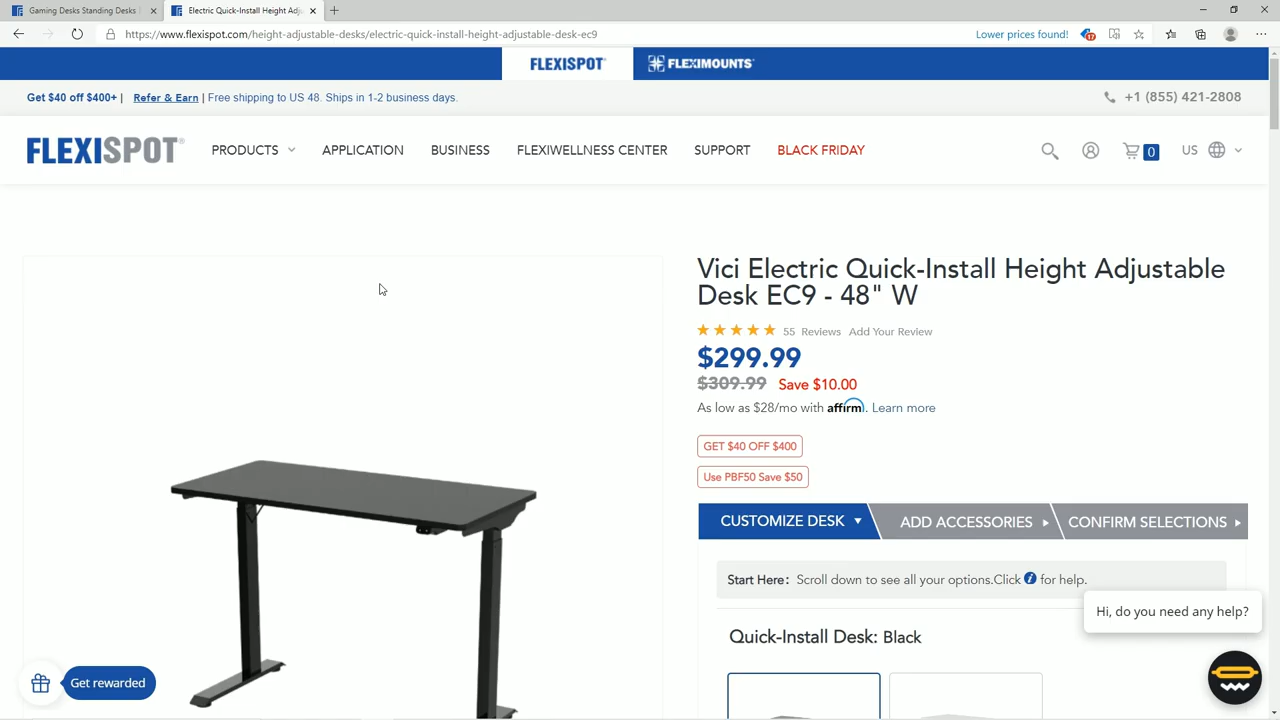 Gaming Desks Standing Desks
Electric Quick-Install Height Adj
https://www.flexispot.com/height-adjustable-desks/electric-quick-install-height-adjustable-desk-ec9
Lower prices found!
17
FLEXISPOT
FLEXIMOUNTS
Get $40 off $400+ | Refer & Earn | Free shipping to US 48. Ships in 1-2 business days.
+1 (855) 421-2808
FLEXISPOT®
PRODUCTS
APPLICATION
BUSINESS
FLEXIWELLNESS CENTER
SUPPORT
BLACK FRIDAY
0
US
Vici Electric Quick-Install Height Adjustable
Desk EC9 - 48" W
55 Reviews Add Your Review
$299.99
$309.99 Save $10.00
As low as $28/mo with affirm. Learn more
GET $40 OFF $400
Use PBF50 Save $50
CUSTOMIZE DESK
ADD ACCESSORIES
CONFIRM SELECTIONS
Start Here: Scroll down to see all your options.Click i for help.
Hi, do you need any help?
Quick-Install Desk: Black
Get rewarded